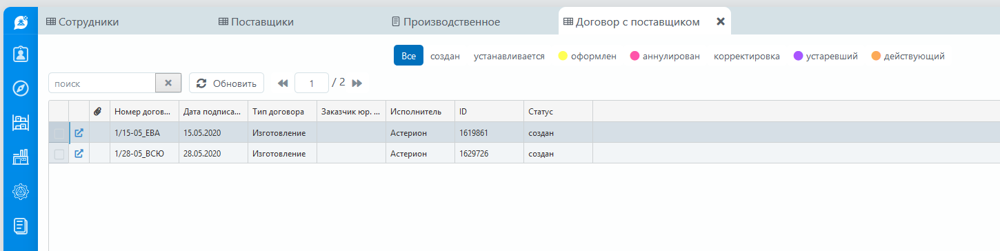 Сотрудники Поставщики Производственное Договор с поставщиком
Все создан устанавливается оформлен аннулирован корректировка устаревший действующий
поиск Обновить 1 / 2
Номер догов... Дата подписа... Тип договора Заказчик юр. ... Исполнитель ID Статус
1/15-05_ЕВА 15.05.2020 Изготовление Астерион 1619861 создан
1/28-05_ВСЮ 28.05.2020 Изготовление Астерион 1629726 создан